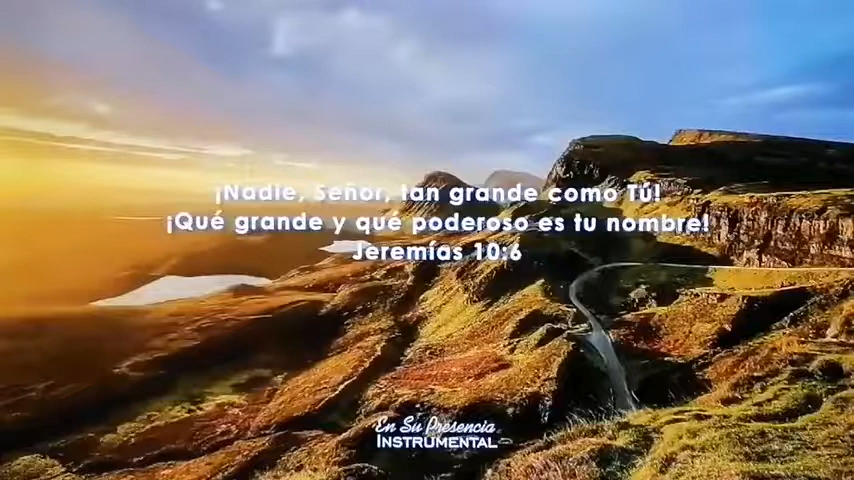 ¡Nadie, Señor, tan grande como Tú!
¡Qué grande y qué poderoso es tu nombre!
Jeremías 10:6
En Su Presencia
INSTRUMENTAL